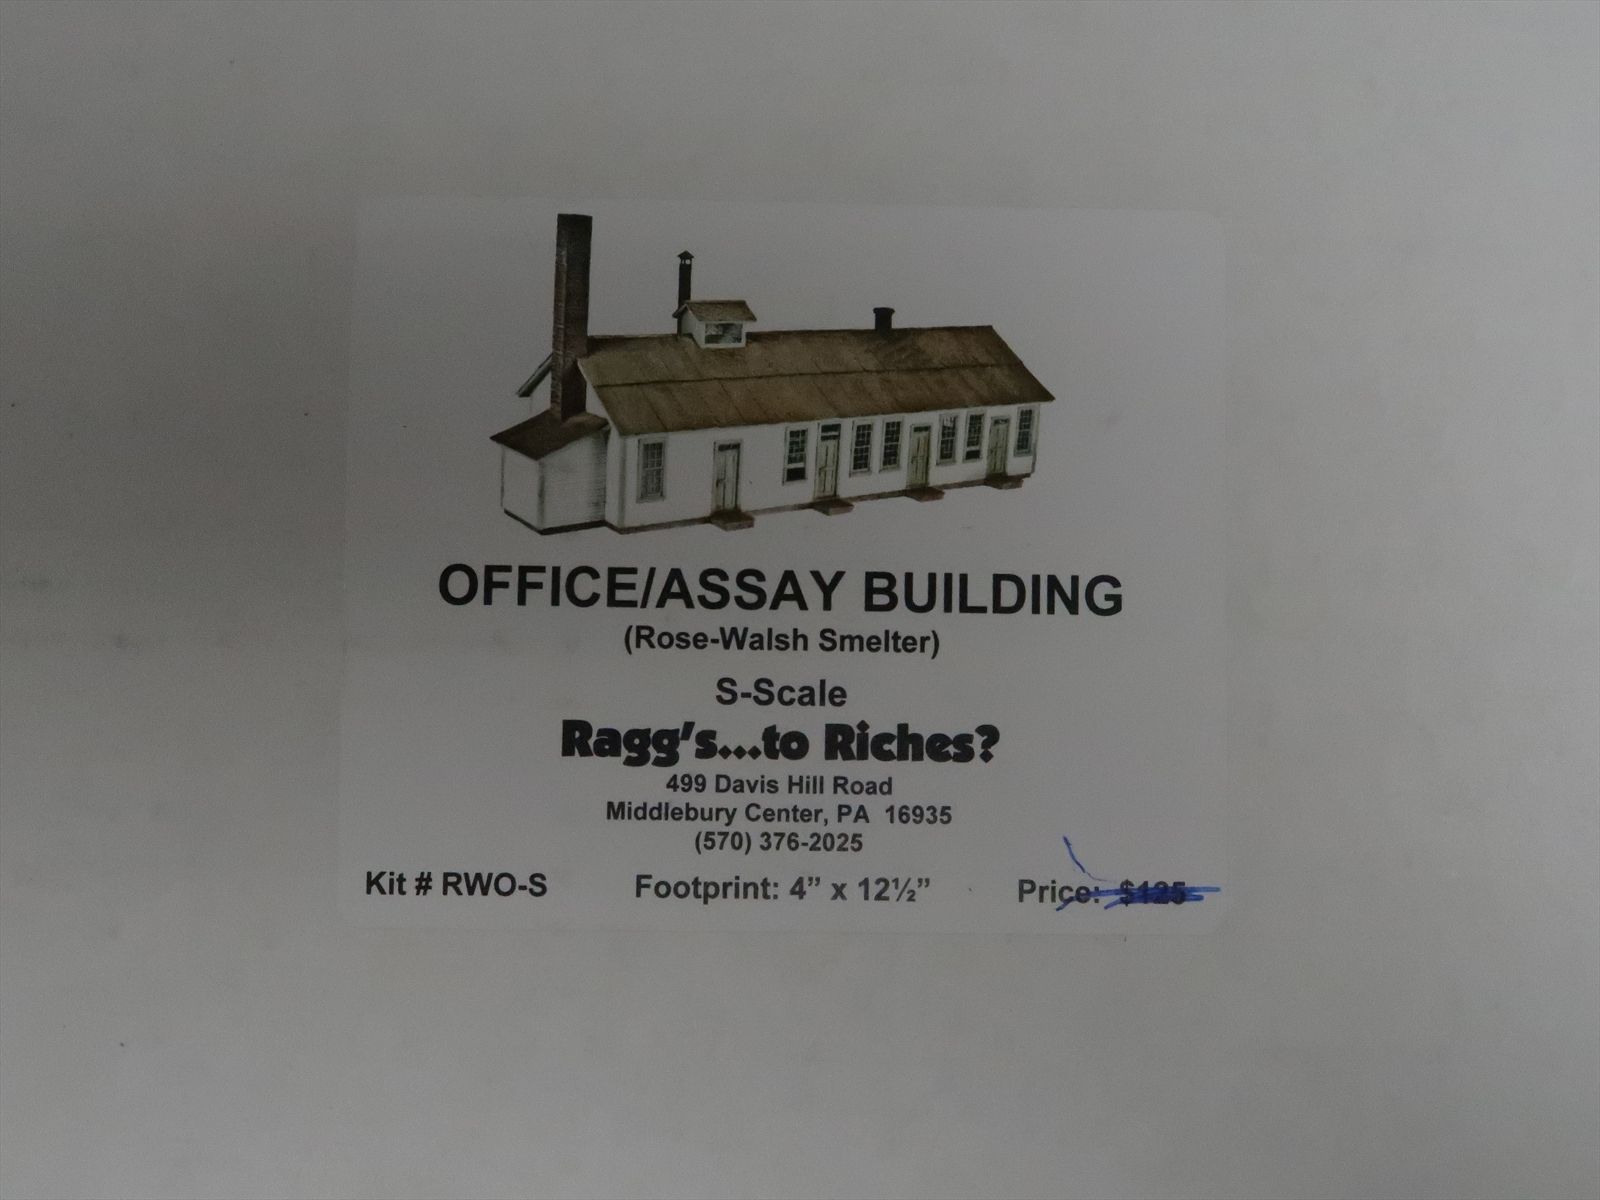 OFFICE/ASSAY BUILDING
(Rose-Walsh Smelter)
S-Scale
Ragg's...to Riches?
499 Davis Hill Road
Middlebury Center, PA 16935
(570) 376-2025
Kit # RWO-S Footprint: 4” x 12½” Price: $125